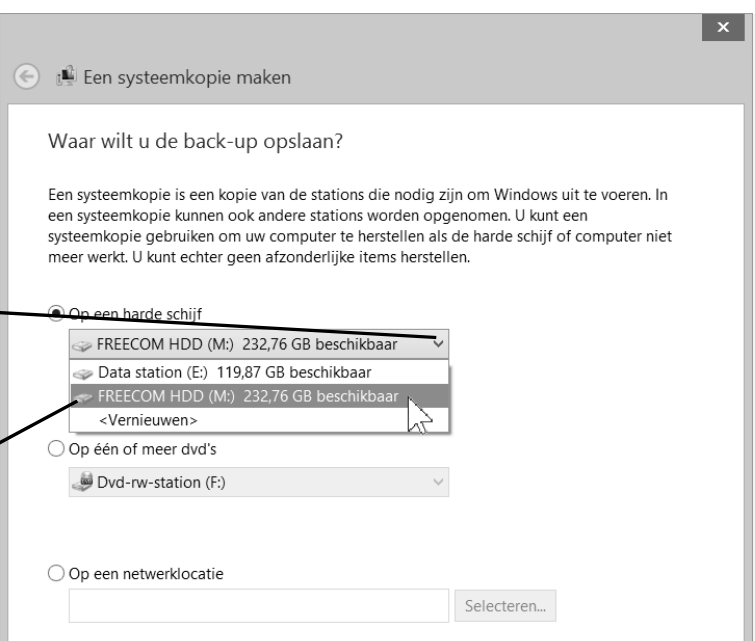 Een systeemkopie maken
Waar wilt u de back-up opslaan?
Een systeemkopie is een kopie van de stations die nodig zijn om Windows uit te voeren. In
een systeemkopie kunnen ook andere stations worden opgenomen. U kunt een
systeemkopie gebruiken om uw computer te herstellen als de harde schijf of computer niet
meer werkt. U kunt echter geen afzonderlijke items herstellen.
Op een harde schijf
FREECOM HDD (M:) 232,76 GB beschikbaar
Data station (E:) 119,87 GB beschikbaar
FREECOM HDD (M:) 232,76 GB beschikbaar
<Vernieuwen>
Op één of meer dvd's
Dvd-rw-station (F:)
Op een netwerklocatie
Selecteren...